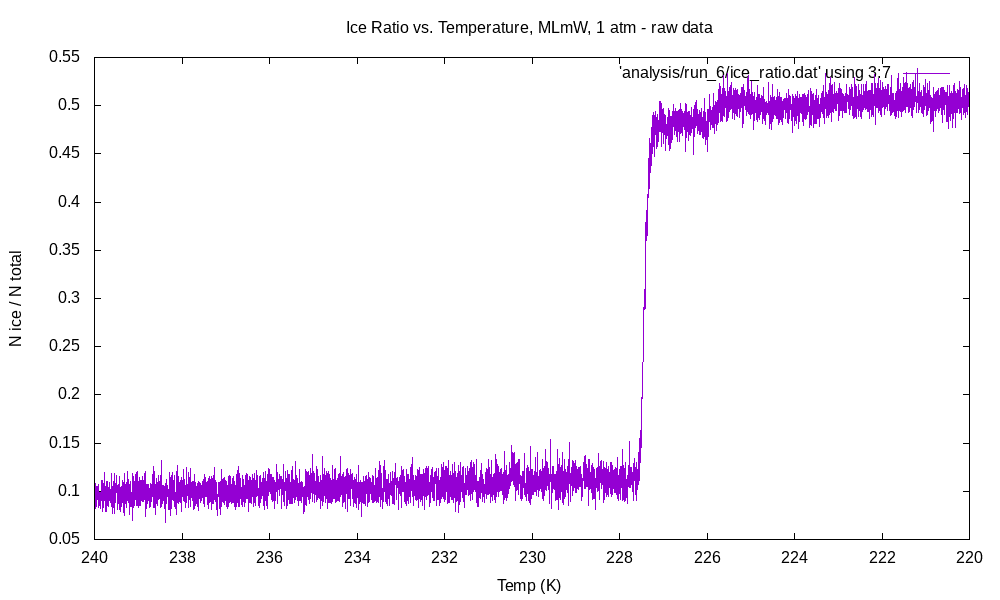 Ice Ratio vs. Temperature, MLmW, 1 atm - raw data
'analysis/run_6/ice_ratio.dat' using 3:7
0.55
0.5
0.45
0.4
0.35
0.3
0.25
0.2
0.15
0.1
0.05
N ice / N total
240 238 236 234 232 230 228 226 224 222 220
Temp (K)